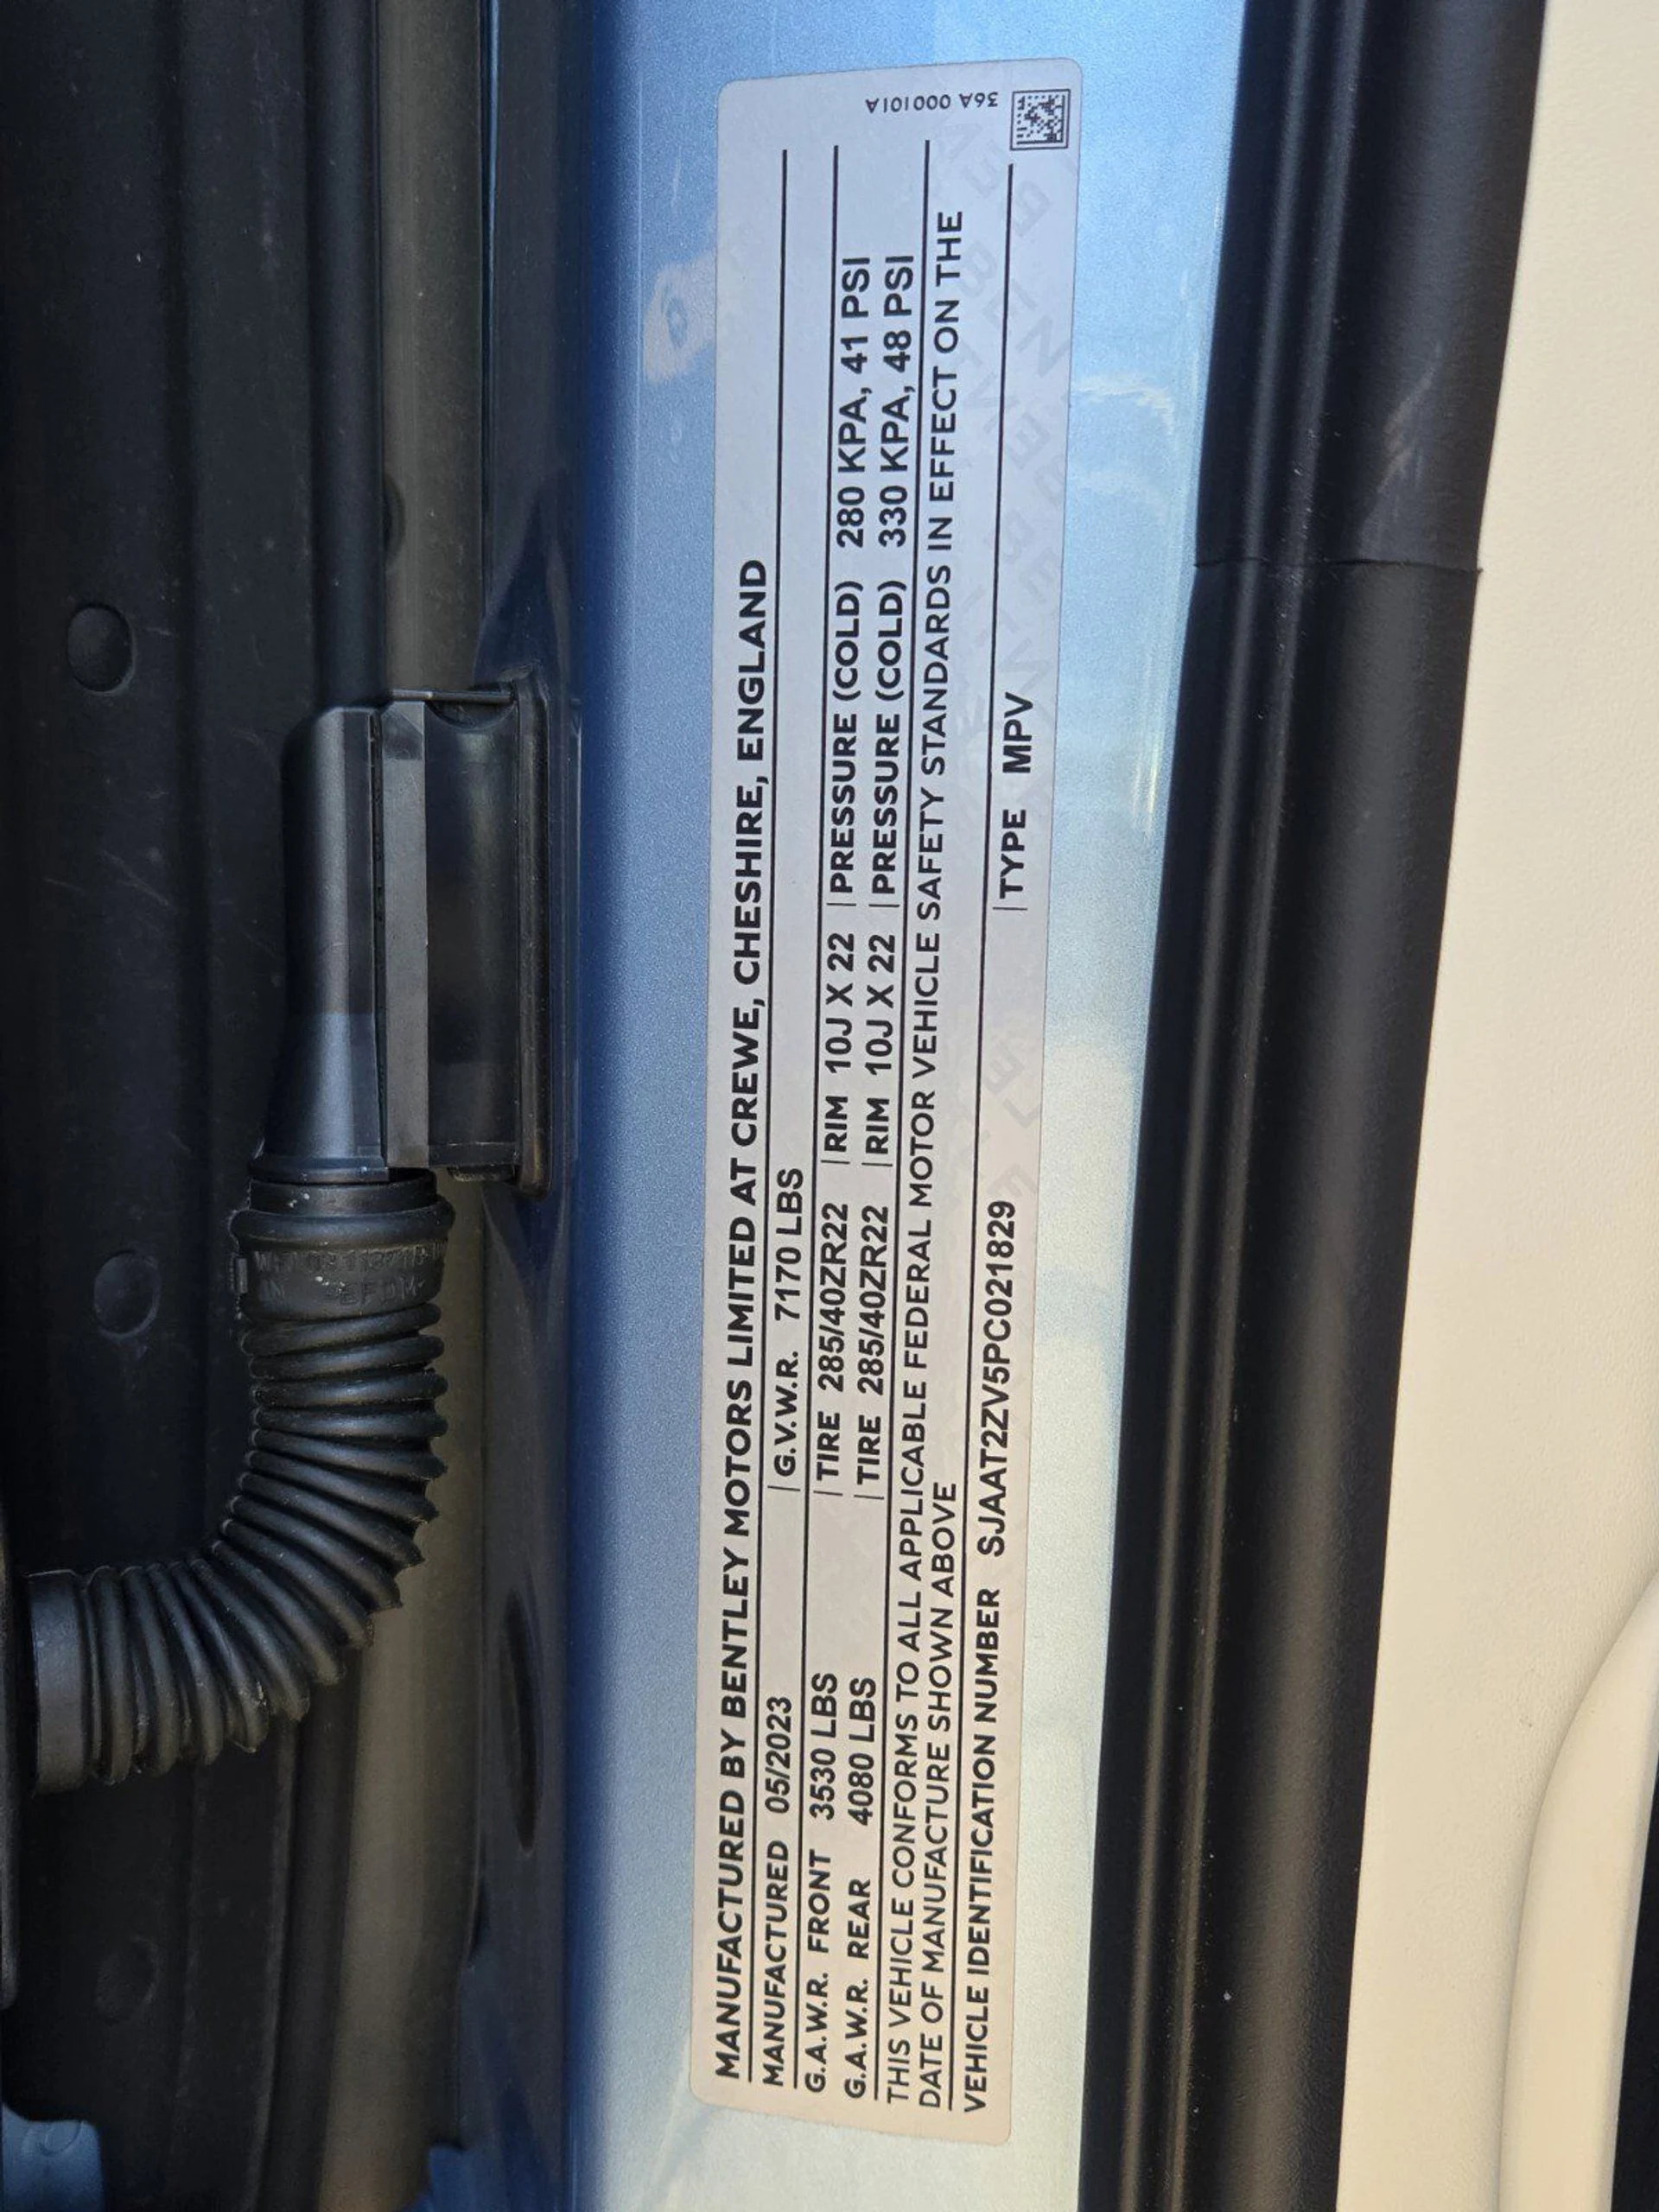 MANUFACTURED BY BENTLEY MOTORS LIMITED AT CREWE, CHESHIRE, ENGLAND
MANUFACTURED 05/2023 | G.V.W.R. 7170 LBS
G.A.W.R. FRONT 3530 LBS | TIRE 285/40ZR22 | RIM 10J X 22 | PRESSURE (COLD) 280 KPA, 41 PSI
G.A.W.R. REAR 4080 LBS | TIRE 285/40ZR22 | RIM 10J X 22 | PRESSURE (COLD) 330 KPA, 48 PSI
THIS VEHICLE CONFORMS TO ALL APPLICABLE FEDERAL MOTOR VEHICLE SAFETY STANDARDS IN EFFECT ON THE
DATE OF MANUFACTURE SHOWN ABOVE
VEHICLE IDENTIFICATION NUMBER SJAAT2ZV5PC021829 | TYPE MPV
36A 000101A